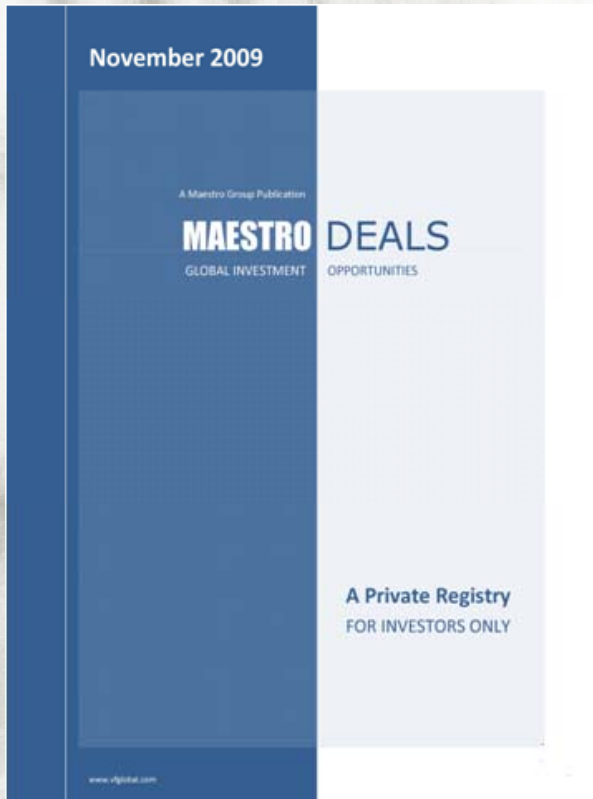 November 2009
A Maestro Group Publication
MAESTRO DEALS
GLOBAL INVESTMENT OPPORTUNITIES
A Private Registry
FOR INVESTORS ONLY
www.vfglobal.com